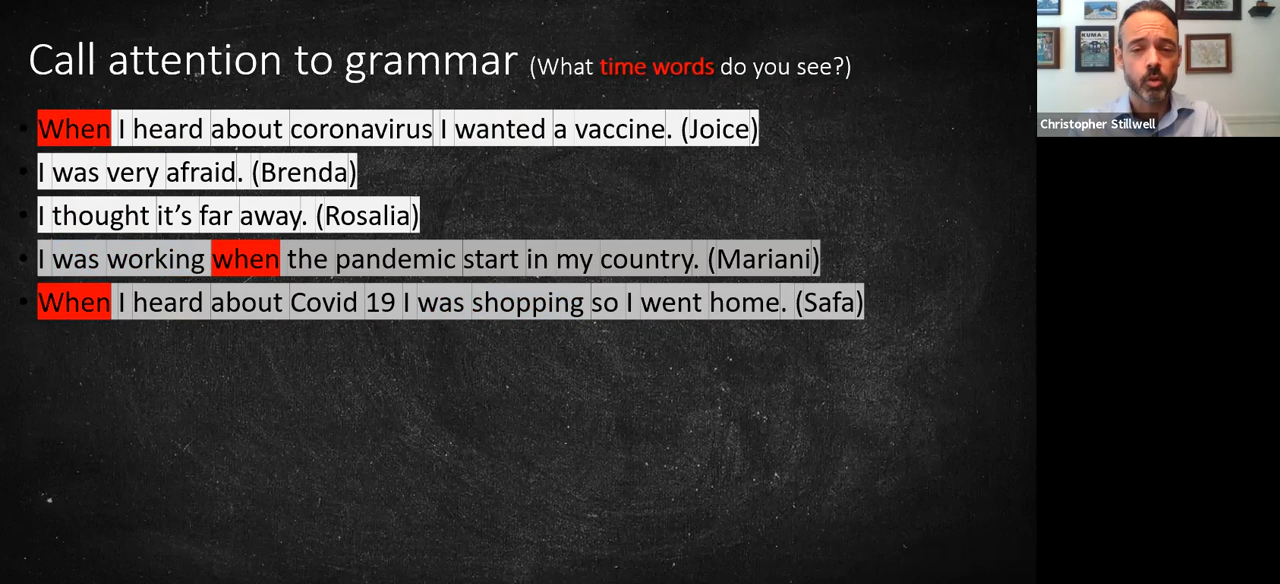 Call attention to grammar (What time words do you see?)
• When I heard about coronavirus I wanted a vaccine. (Joice)
• I was very afraid. (Brenda)
• I thought it’s far away. (Rosalia)
• I was working when the pandemic start in my country. (Mariani)
• When I heard about Covid 19 I was shopping so I went home. (Safa)
KUMA
Christopher Stillwell